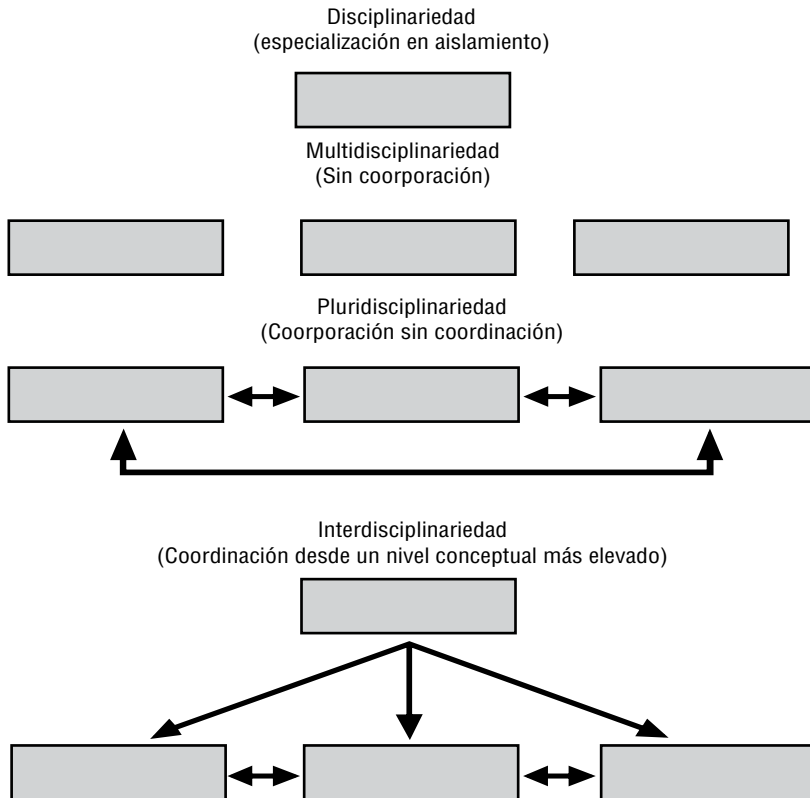 Disciplinariedad
(especialización en aislamiento)
Multidisciplinariedad
(Sin coorporación)
Pluridisciplinariedad
(Coorporación sin coordinación)
Interdisciplinariedad
(Coordinación desde un nivel conceptual más elevado)